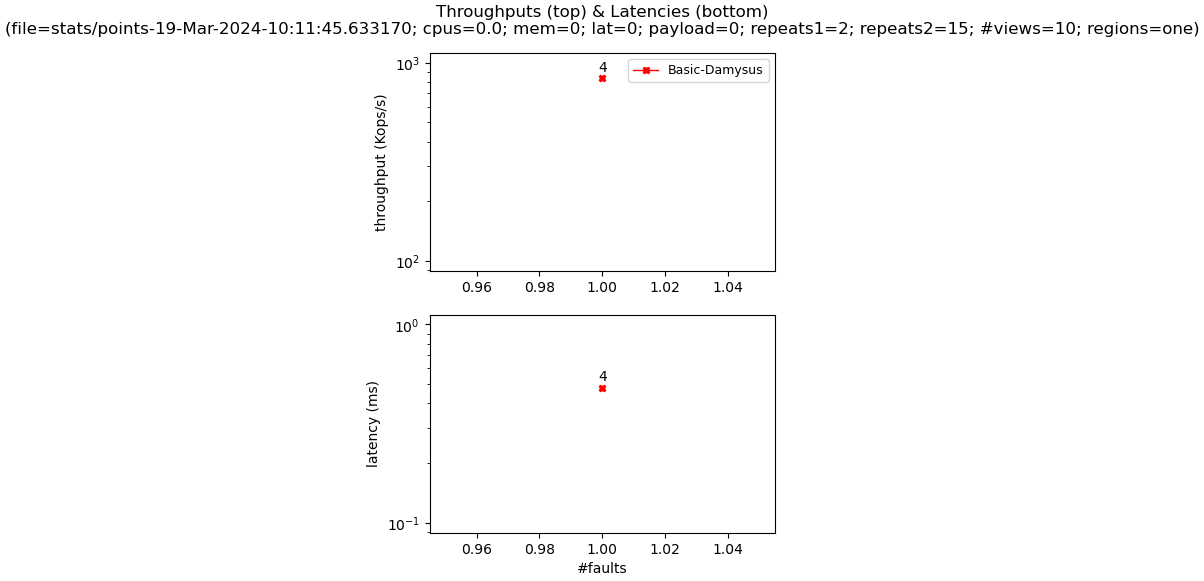 Throughputs (top) & Latencies (bottom)
(file=stats/points-19-Mar-2024-10:11:45.633170; cpus=0.0; mem=0; lat=0; payload=0; repeats1=2; repeats2=15; #views=10; regions=one)
10³
4
Basic-Damysus
throughput (Kops/s)
10²
0.96 0.98 1.00 1.02 1.04
10⁰
4
latency (ms)
10⁻¹
0.96 0.98 1.00 1.02 1.04
#faults